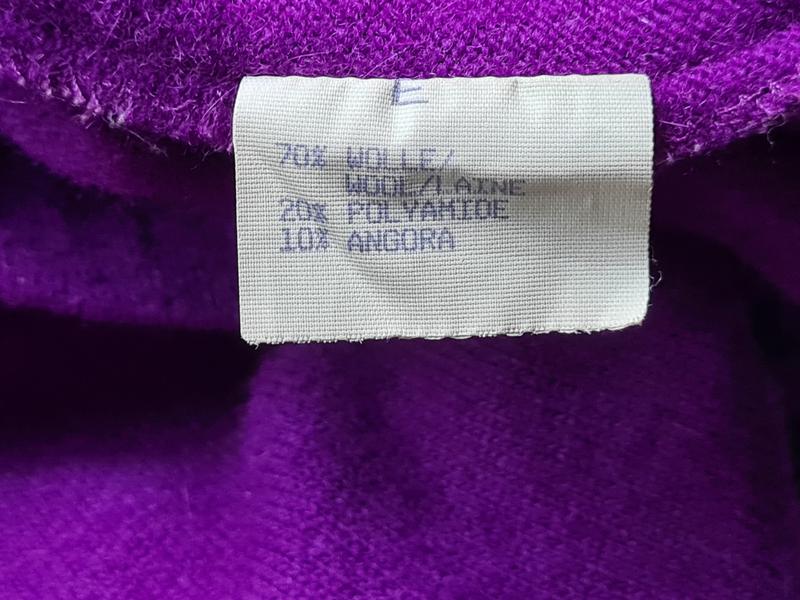 70% WOLLE/
WOOL/LAINE
20% POLYAMIDE
10% ANGORA